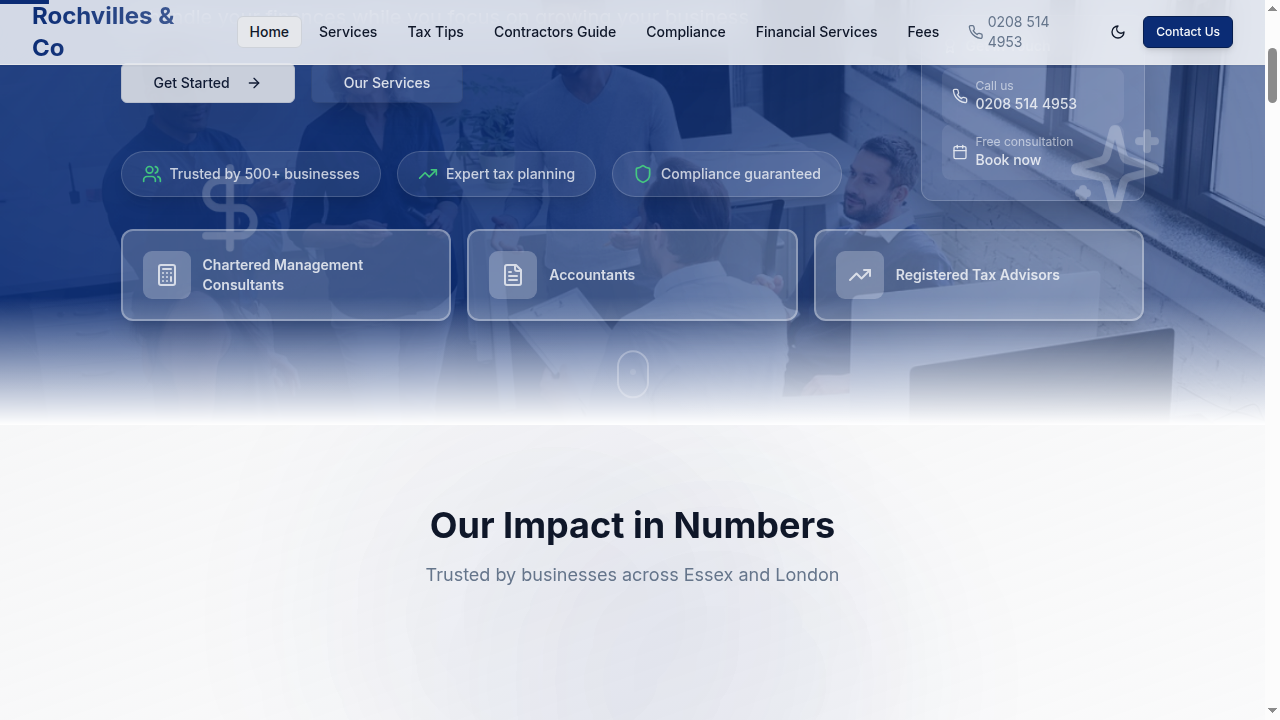 Rochvilles &
Co
Home
Services
Tax Tips
Contractors Guide
Compliance
Financial Services
Fees
0208 514
4953
Contact Us
Get Started
Our Services
Call us
0208 514 4953
Free consultation
Book now
Trusted by 500+ businesses
Expert tax planning
Compliance guaranteed
Chartered Management
Consultants
Accountants
Registered Tax Advisors
Our Impact in Numbers
Trusted by businesses across Essex and London